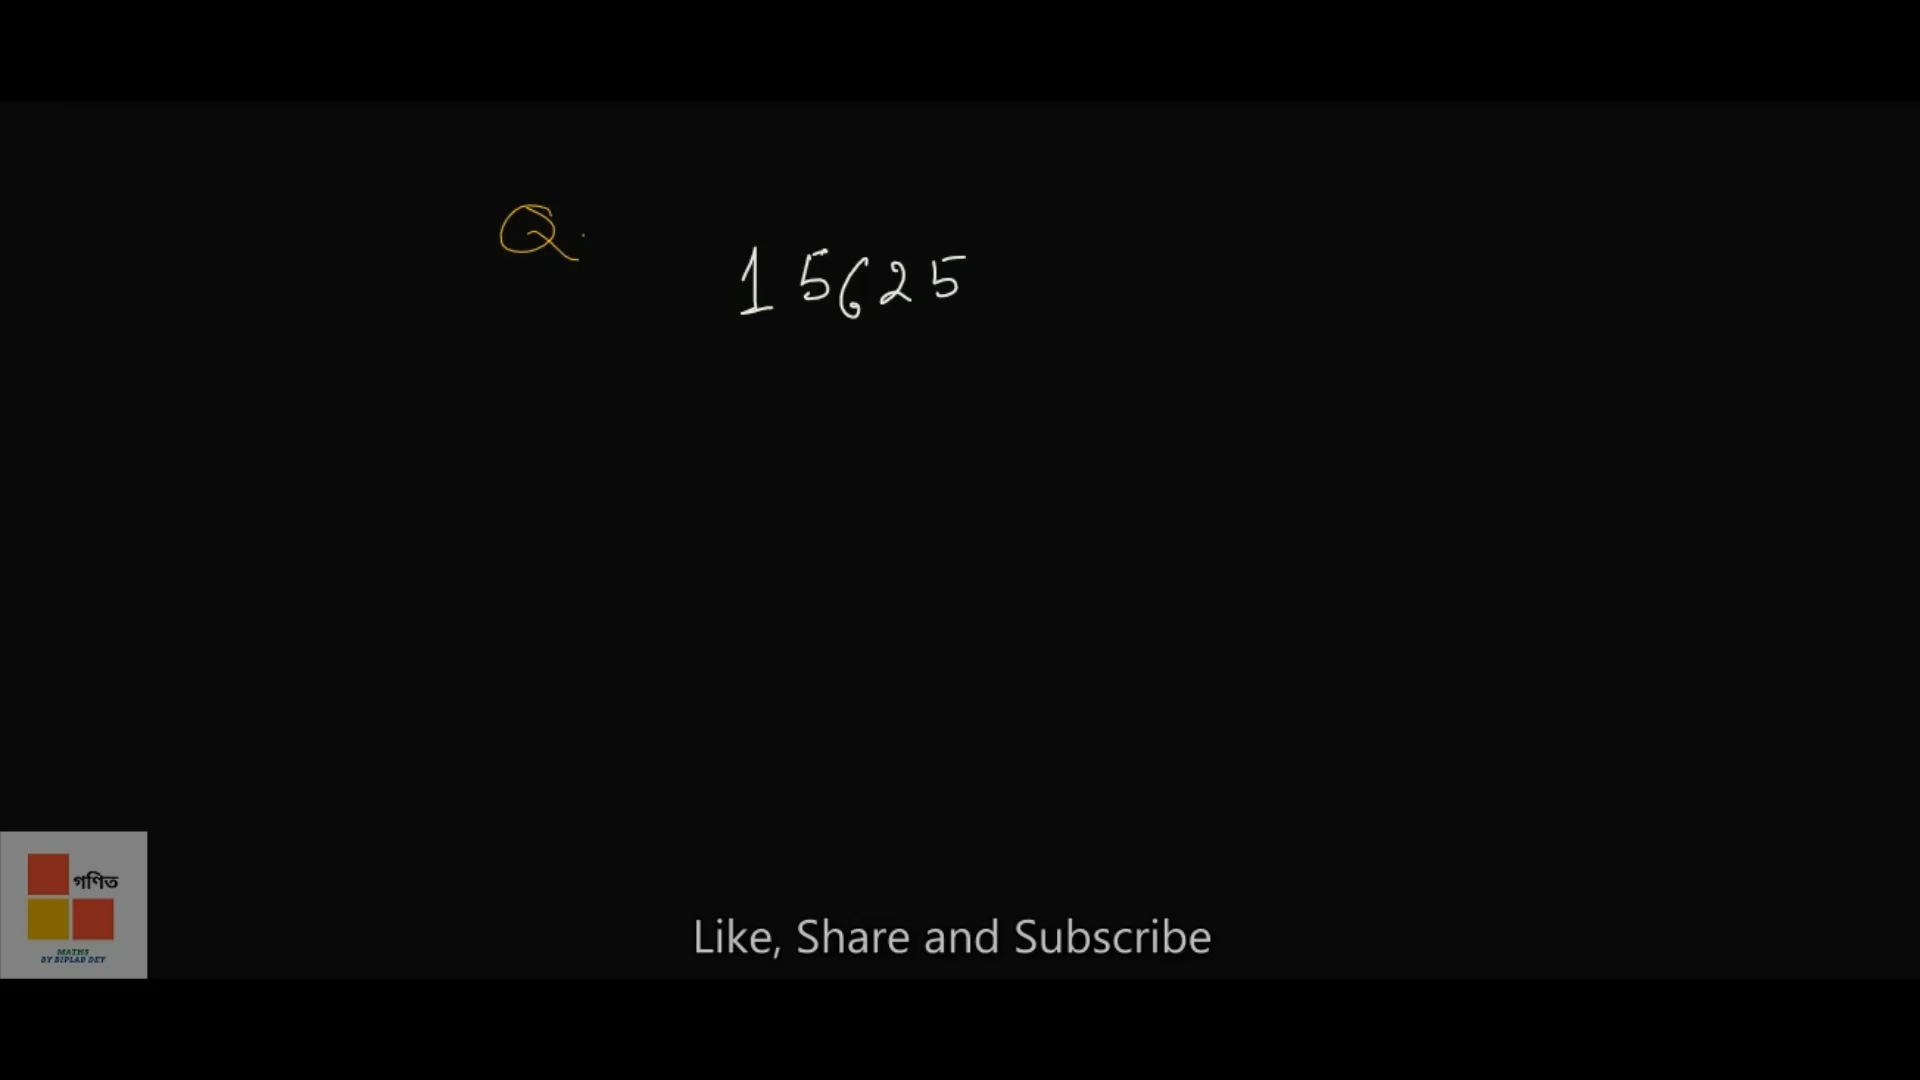 Q.
15625
গণিত
MATHS
BY BIPLAB DEY
Like, Share and Subscribe